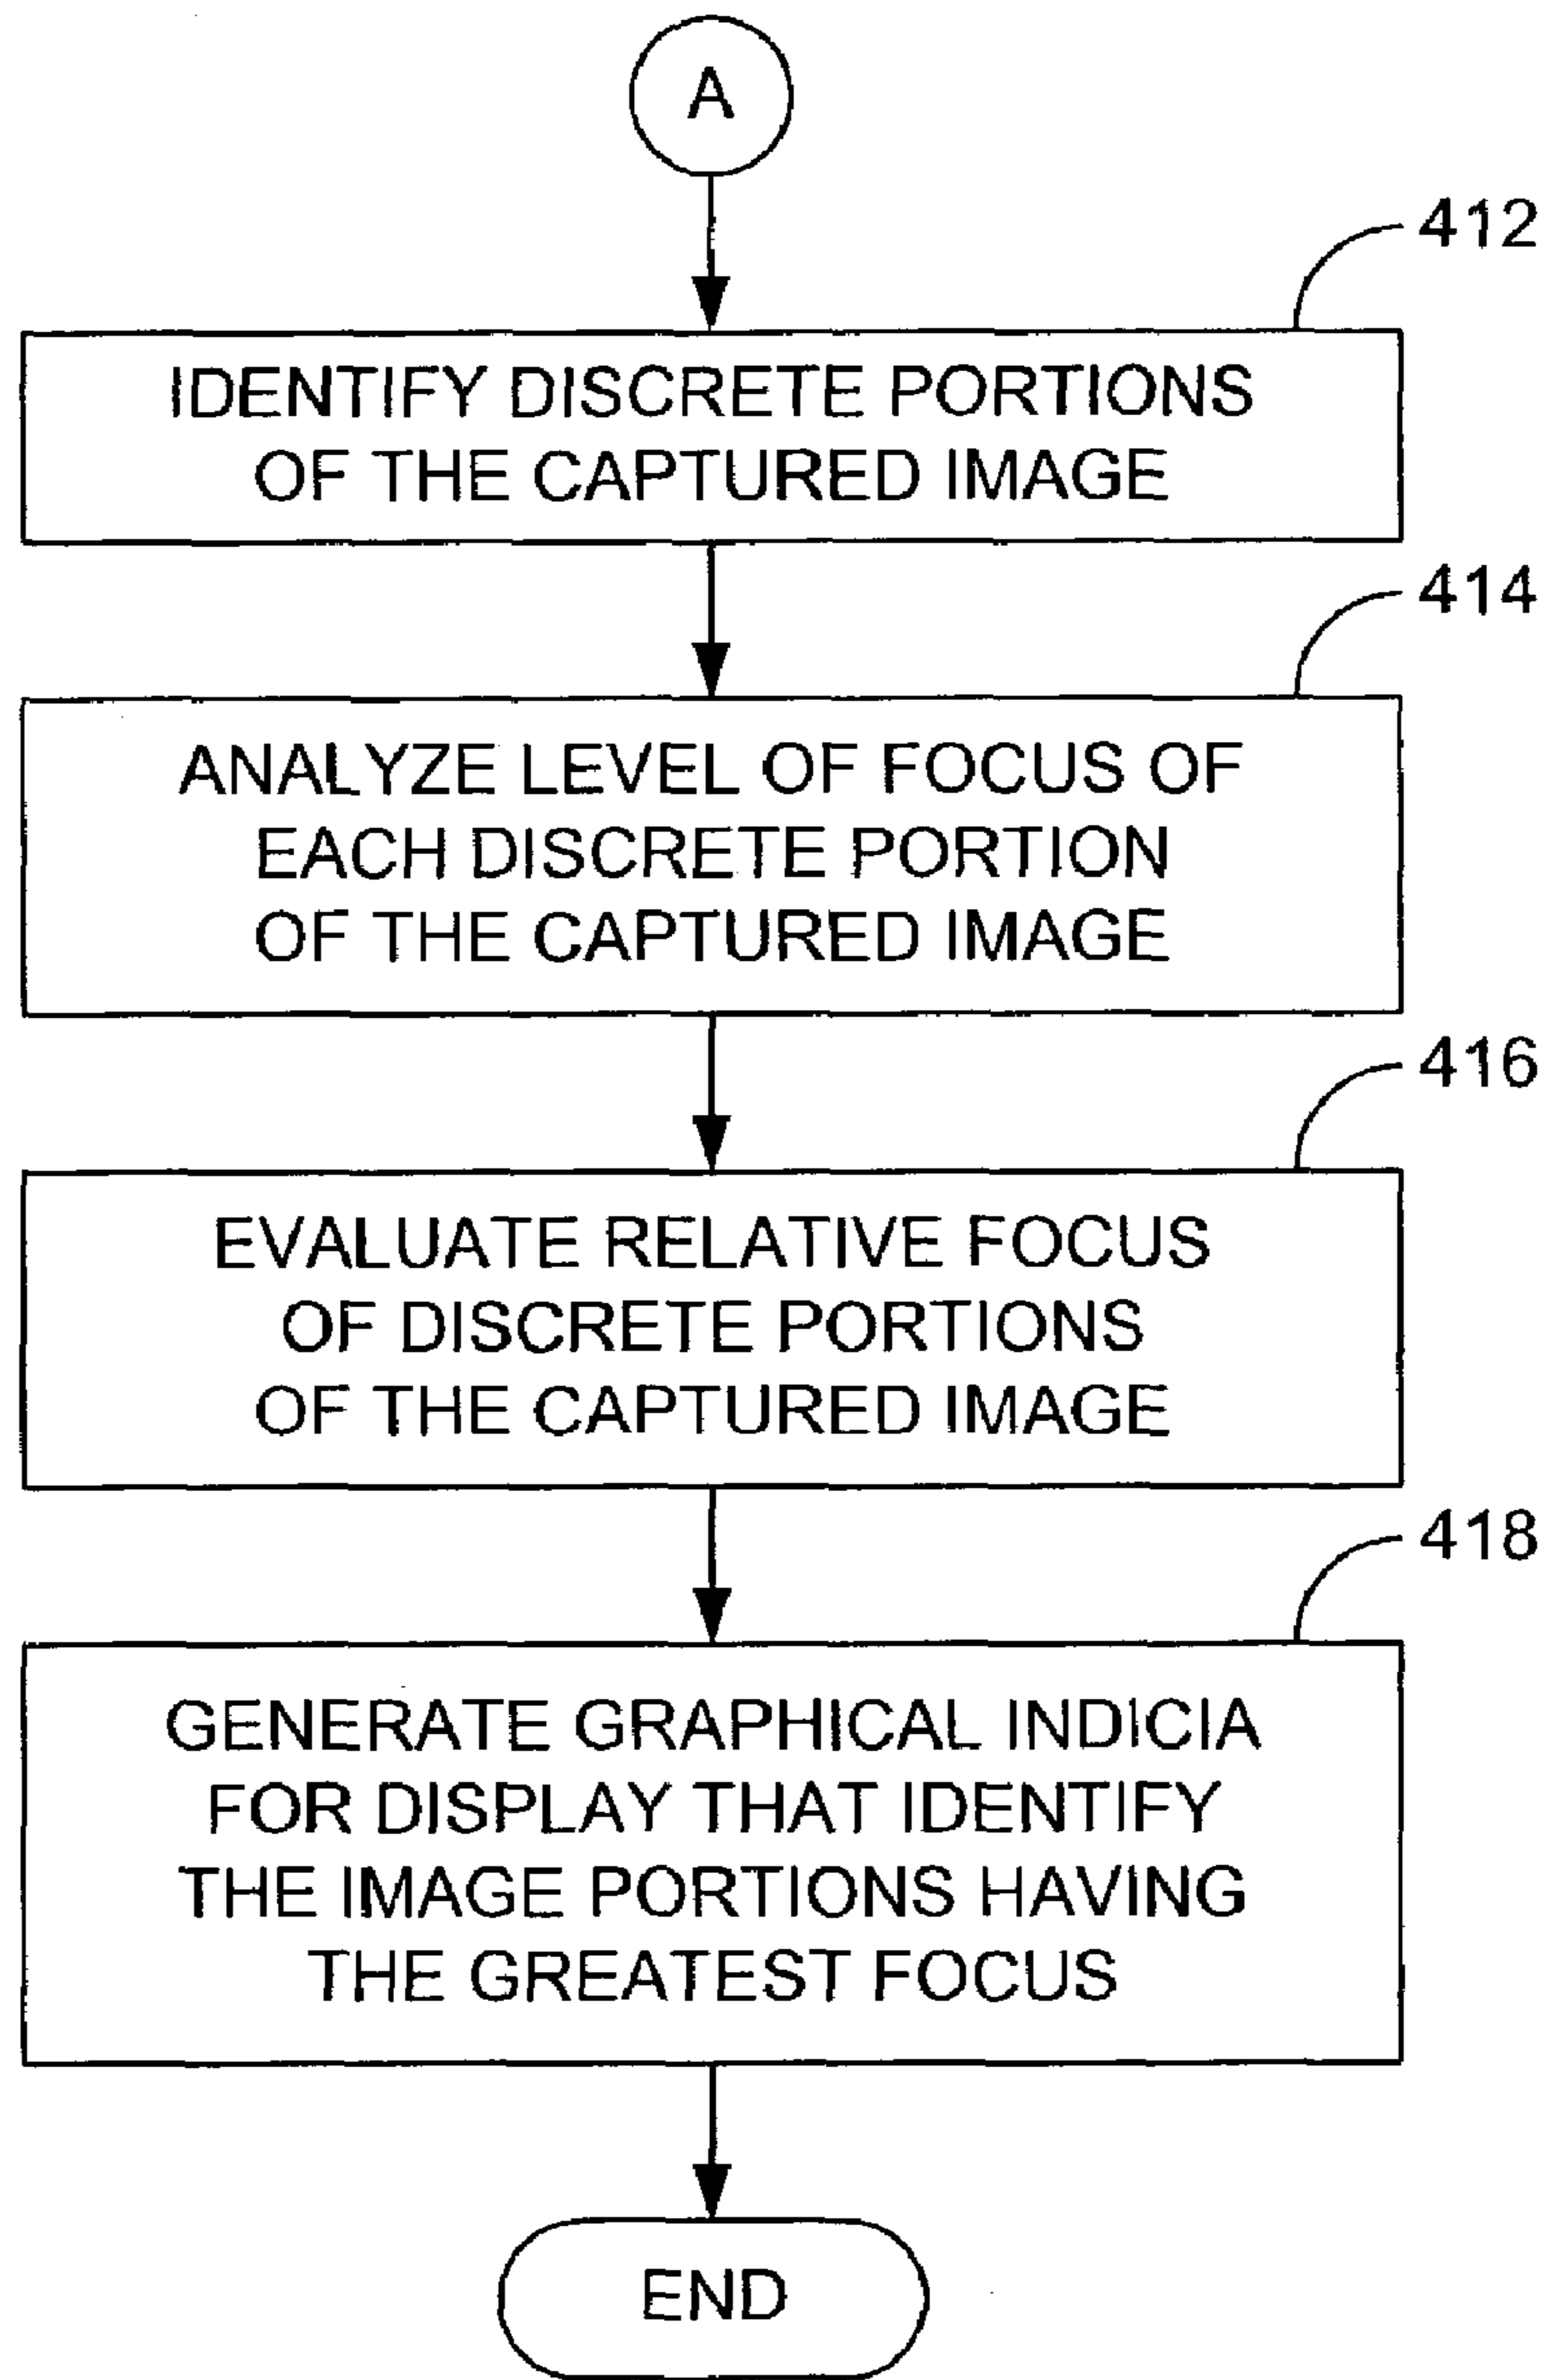 A
412
IDENTIFY DISCRETE PORTIONS
OF THE CAPTURED IMAGE
414
ANALYZE LEVEL OF FOCUS OF
EACH DISCRETE PORTION
OF THE CAPTURED IMAGE
416
EVALUATE RELATIVE FOCUS
OF DISCRETE PORTIONS
OF THE CAPTURED IMAGE
418
GENERATE GRAPHICAL INDICIA
FOR DISPLAY THAT IDENTIFY
THE IMAGE PORTIONS HAVING
THE GREATEST FOCUS
END